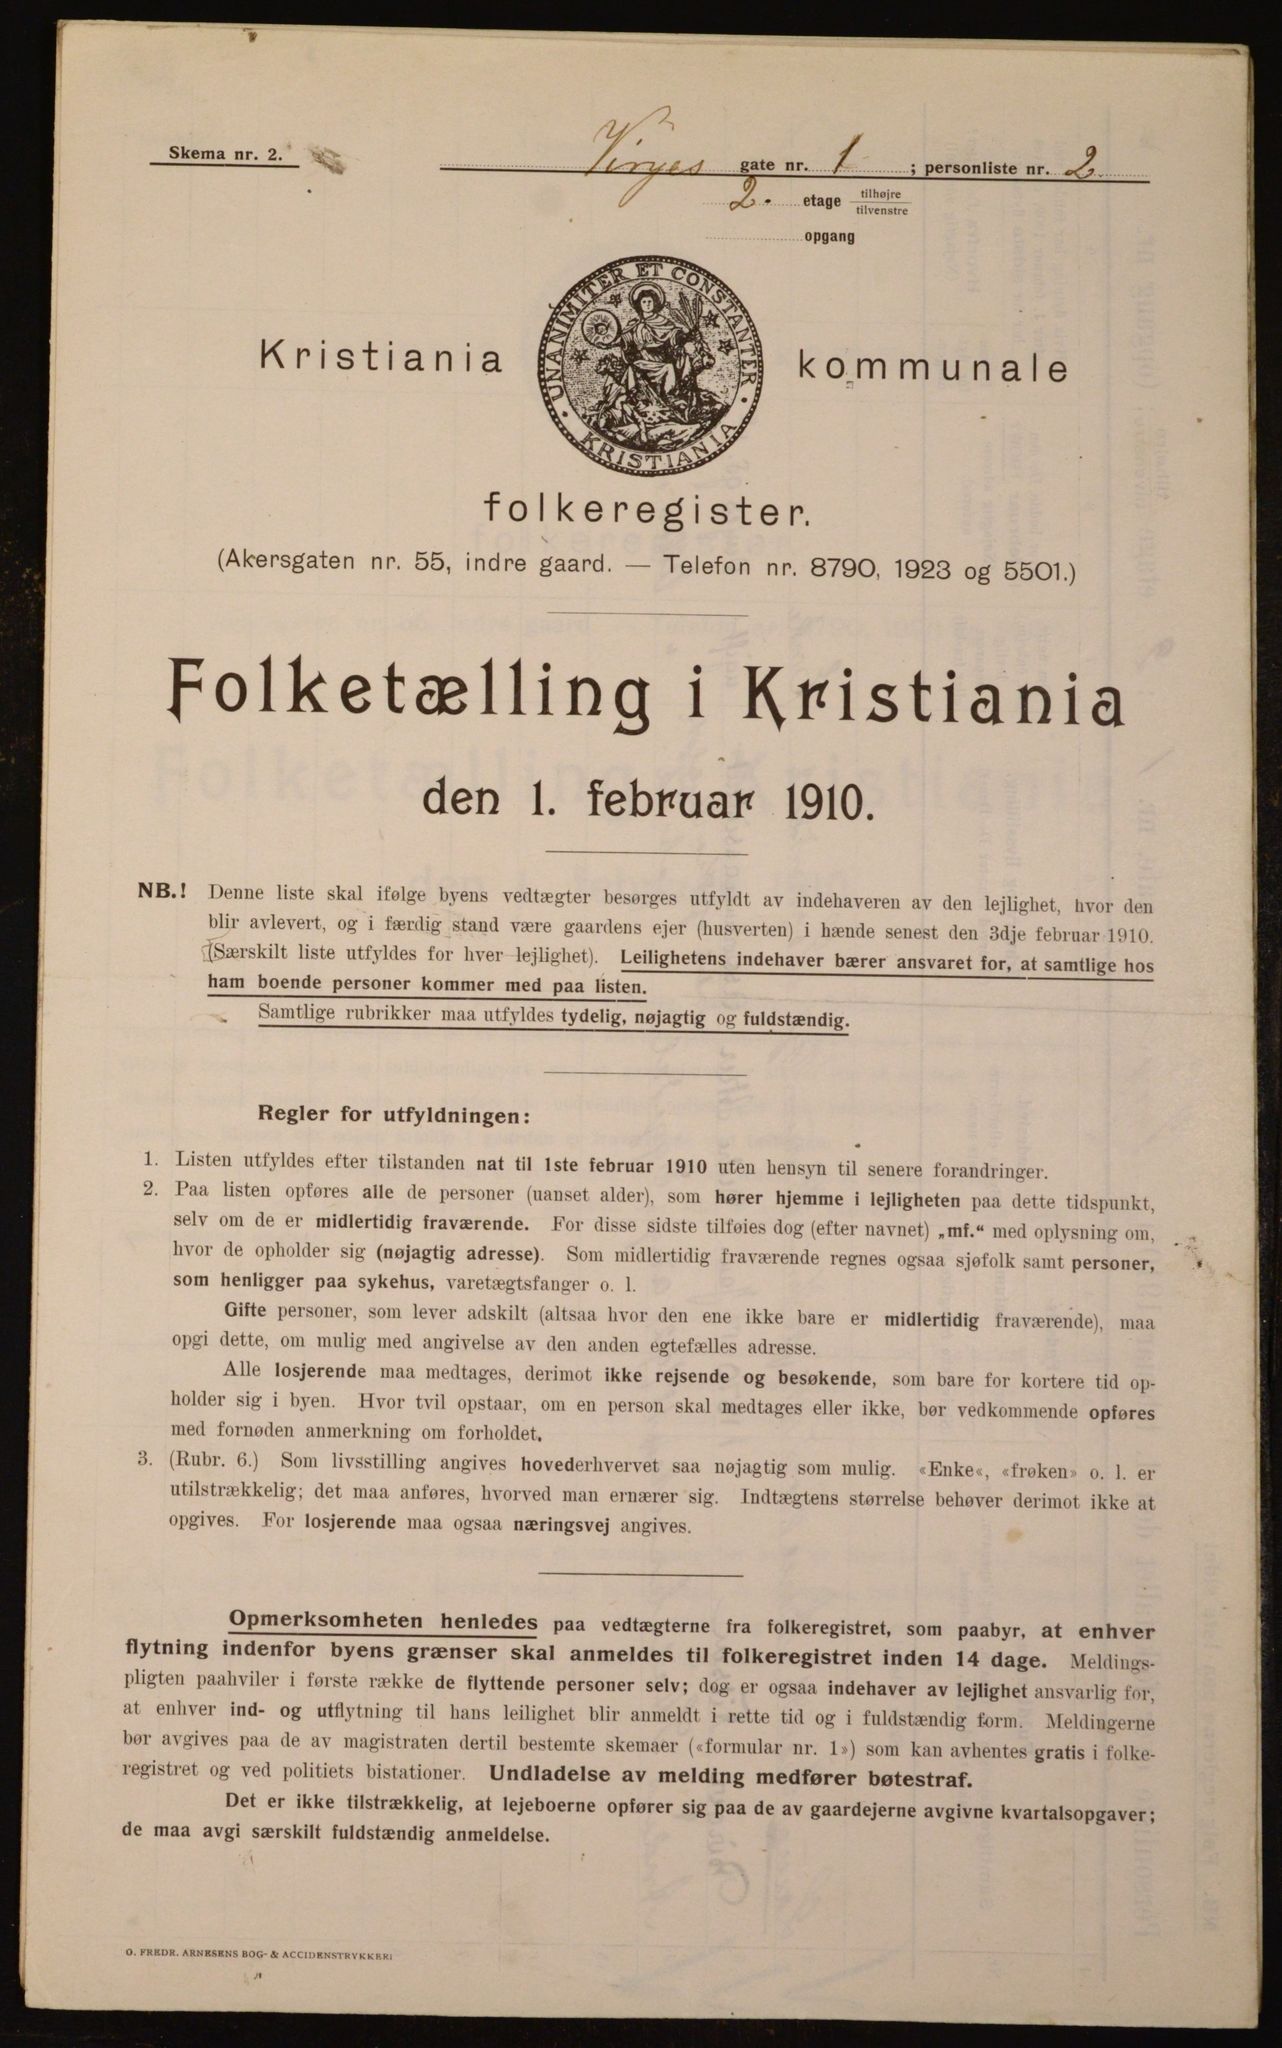 Skema nr. 2.
Vinjes gate nr. 1 ; personliste nr. 2
2. etage tilhøjre
tilvenstre
opgang
UNANIMITER ET CONSTANTER · KRISTIANIA ·
Kristiania kommunale
folkeregister.
(Akersgaten nr. 55, indre gaard. — Telefon nr. 8790, 1923 og 5501.)
Folketælling i Kristiania
den 1. februar 1910.
NB.! Denne liste skal ifølge byens vedtægter besørges utfyldt av indehaveren av den lejlighet, hvor den
blir avlevert, og i færdig stand være gaardens ejer (husverten) i hænde senest den 3dje februar 1910.
(Særskilt liste utfyldes for hver lejlighet). Leilighetens indehaver bærer ansvaret for, at samtlige hos
ham boende personer kommer med paa listen.
Samtlige rubrikker maa utfyldes tydelig, nøjagtig og fuldstændig.
Regler for utfyldningen:
1. Listen utfyldes efter tilstanden nat til 1ste februar 1910 uten hensyn til senere forandringer.
2. Paa listen opføres alle de personer (uanset alder), som hører hjemme i lejligheten paa dette tidspunkt,
selv om de er midlertidig fraværende. For disse sidste tilføies dog (efter navnet) „mf.“ med oplysning om,
hvor de opholder sig (nøjagtig adresse). Som midlertidig fraværende regnes ogsaa sjøfolk samt personer,
som henligger paa sykehus, varetægtsfanger o. l.
Gifte personer, som lever adskilt (altsaa hvor den ene ikke bare er midlertidig fraværende), maa
opgi dette, om mulig med angivelse av den anden egtefælles adresse.
Alle losjerende maa medtages, derimot ikke rejsende og besøkende, som bare for kortere tid op-
holder sig i byen. Hvor tvil opstaar, om en person skal medtages eller ikke, bør vedkommende opføres
med fornøden anmerkning om forholdet.
3. (Rubr. 6.) Som livsstilling angives hovederhvervet saa nøjagtig som mulig. «Enke«, «frøken» o. l. er
utilstrækkelig; det maa anføres, hvorved man ernærer sig. Indtægtens størrelse behøver derimot ikke at
opgives. For losjerende maa ogsaa næringsvej angives.
Opmerksomheten henledes paa vedtægterne fra folkeregistret, som paabyr, at enhver
flytning indenfor byens grænser skal anmeldes til folkeregistret inden 14 dage. Meldings-
pligten paahviler i første række de flyttende personer selv; dog er ogsaa indehaver av lejlighet ansvarlig for,
at enhver ind- og utflytning til hans leilighet blir anmeldt i rette tid og i fuldstændig form. Meldingerne
bør avgives paa de av magistraten dertil bestemte skemaer («formular nr. 1») som kan avhentes gratis i folke-
registret og ved politiets bistationer. Undladelse av melding medfører bøtestraf.
Det er ikke tilstrækkelig, at lejeboerne opfører sig paa de av gaardejerne avgivne kvartalsopgaver;
de maa avgi særskilt fuldstændig anmeldelse.
O. FREDR. ARNESENS BOG- & ACCIDENSTRYKKERI